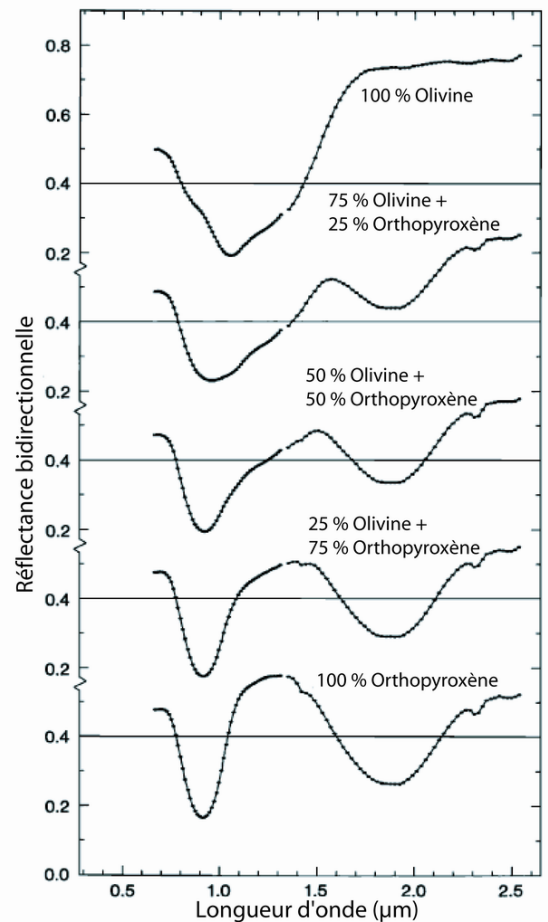 0.8
100 % Olivine
0.6
0.4
75 % Olivine +
25 % Orthopyroxène
0.2
0.4
50 % Olivine +
50 % Orthopyroxène
0.2
0.4
25 % Olivine +
75 % Orthopyroxène
0.2
0.4
100 % Orthopyroxène
0.2
0.4
0.2
0.0
0.5 1.0 1.5 2.0 2.5
Longueur d'onde (μm)
Réflectance bidirectionnelle